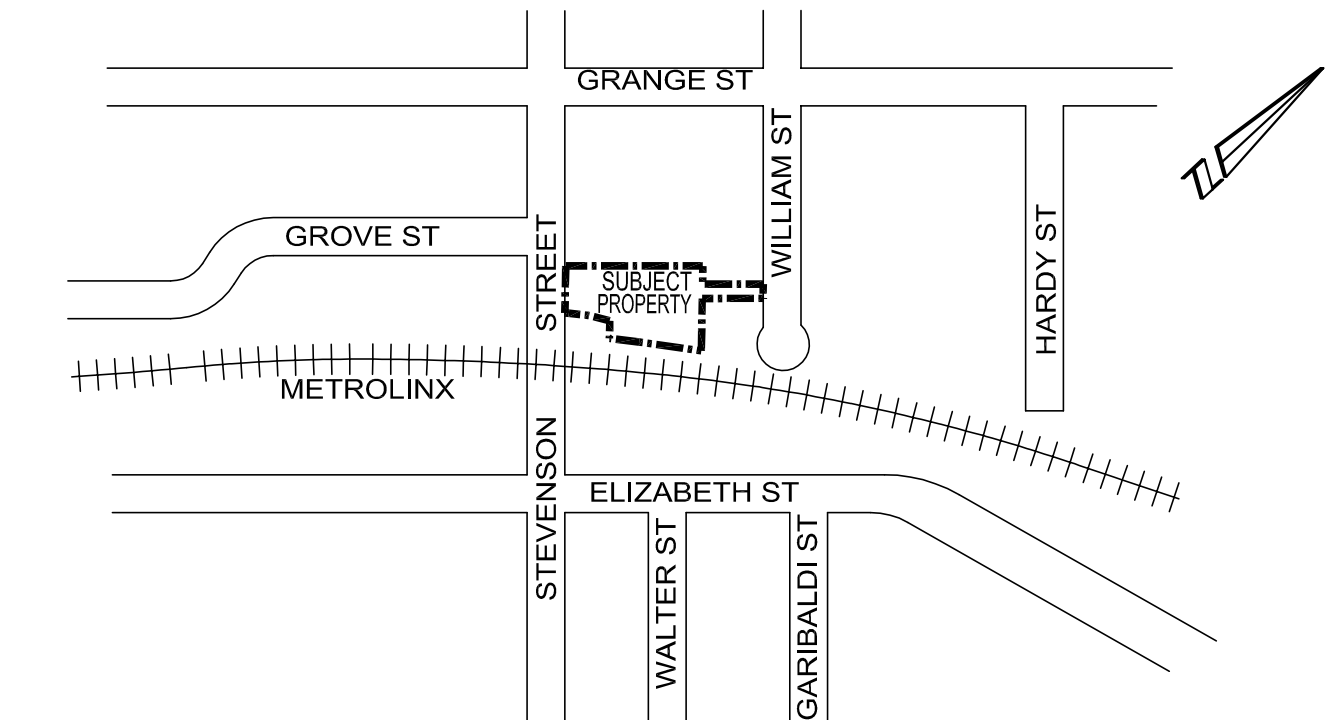 GRANGE ST
WILLIAM ST
HARDY ST
GROVE ST
STEVENSON STREET
SUBJECT
PROPERTY
METROLINX
ELIZABETH ST
WALTER ST
GARIBALDI ST
N